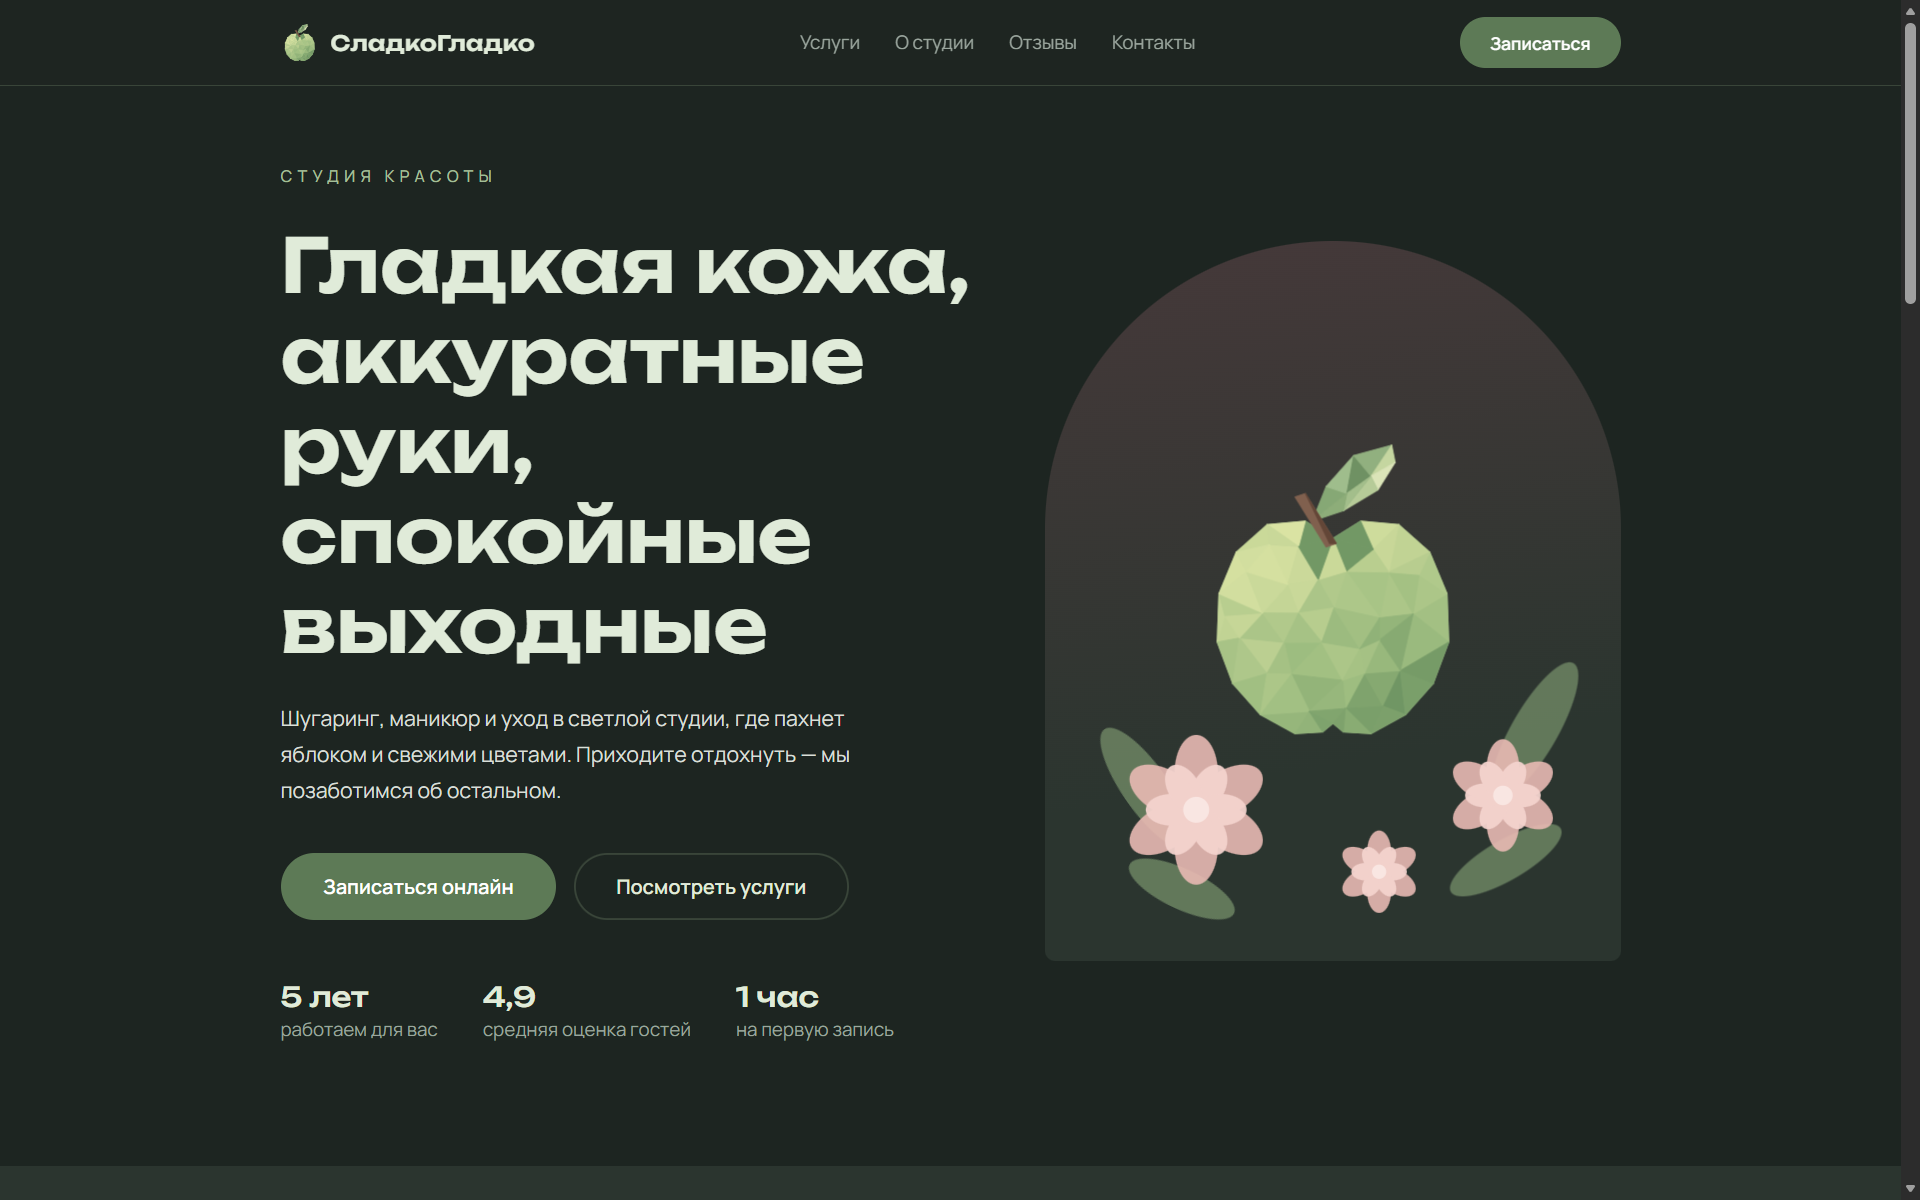 СладкоГладко
Услуги
О студии
Отзывы
Контакты
Записаться
СТУДИЯ КРАСОТЫ
Гладкая кожа,
аккуратные
руки,
спокойные
выходные
Шугаринг, маникюр и уход в светлой студии, где пахнет
яблоком и свежими цветами. Приходите отдохнуть — мы
позаботимся об остальном.
Записаться онлайн
Посмотреть услуги
5 лет
работаем для вас
4,9
средняя оценка гостей
1 час
на первую запись